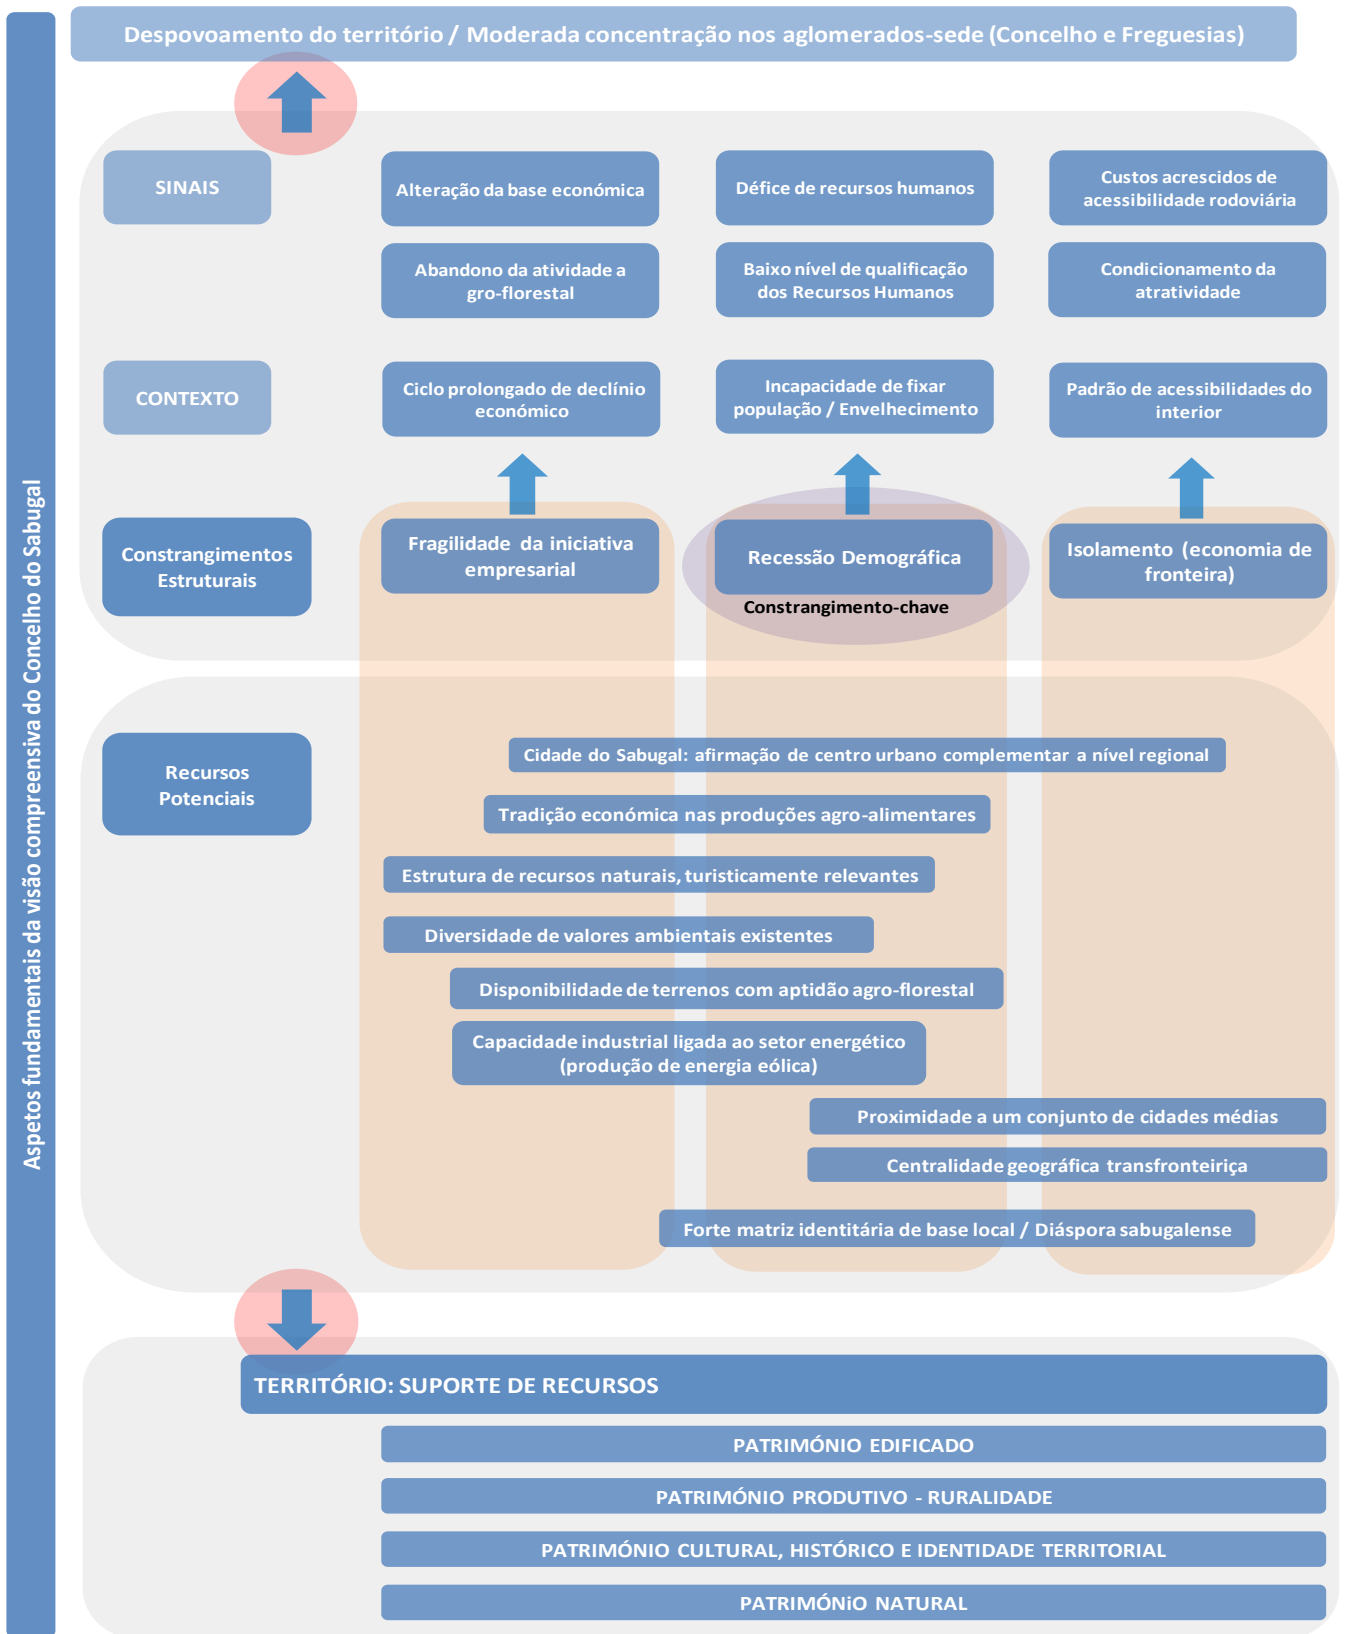 Despovoamento do território / Moderada concentração nos aglomerados-sede (Concelho e Freguesias)
Aspetos fundamentais da visão compreensiva do Concelho do Sabugal
SINAIS
Alteração da base económica
Défice de recursos humanos
Custos acrescidos de
acessibilidade rodoviária
Abandono da atividade a
gro-florestal
Baixo nível de qualificação
dos Recursos Humanos
Condicionamento da
atratividade
CONTEXTO
Ciclo prolongado de declínio
económico
Incapacidade de fixar
população / Envelhecimento
Padrão de acessibilidades do
interior
Constrangimentos
Estruturais
Fragilidade da iniciativa
empresarial
Recessão Demográfica
Constrangimento-chave
Isolamento (economia de
fronteira)
Recursos
Potenciais
Cidade do Sabugal: afirmação de centro urbano complementar a nível regional
Tradição económica nas produções agro-alimentares
Estrutura de recursos naturais, turisticamente relevantes
Diversidade de valores ambientais existentes
Disponibilidade de terrenos com aptidão agro-florestal
Capacidade industrial ligada ao setor energético
(produção de energia eólica)
Proximidade a um conjunto de cidades médias
Centralidade geográfica transfronteiriça
Forte matriz identitária de base local / Diáspora sabugalense
TERRITÓRIO: SUPORTE DE RECURSOS
PATRIMÓNIO EDIFICADO
PATRIMÓNIO PRODUTIVO - RURALIDADE
PATRIMÓNIO CULTURAL, HISTÓRICO E IDENTIDADE TERRITORIAL
PATRIMÓNiO NATURAL